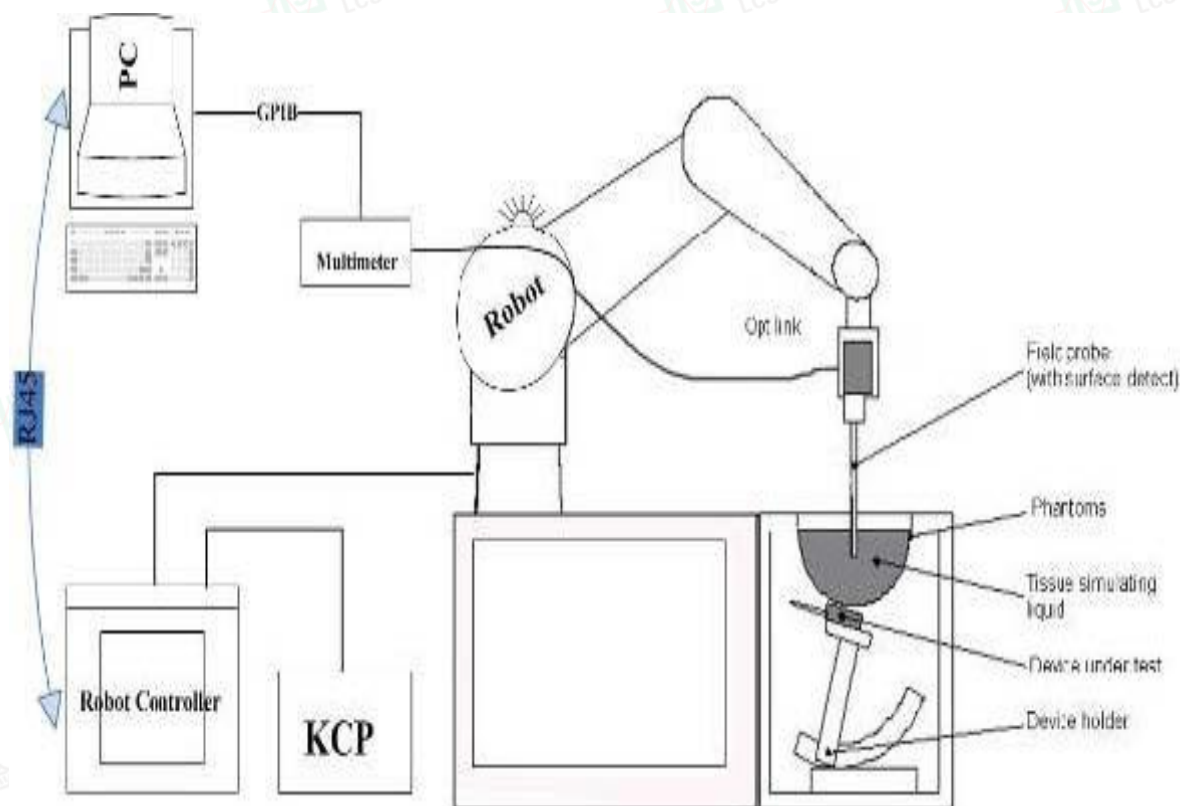 PC
GPIB
Multimeter
Robot
Opt link
Field probe
(with surface detect)
Phantoms
Tissue simulating
liquid
Device under test
Device holder
RJ45
Robot Controller
KCP